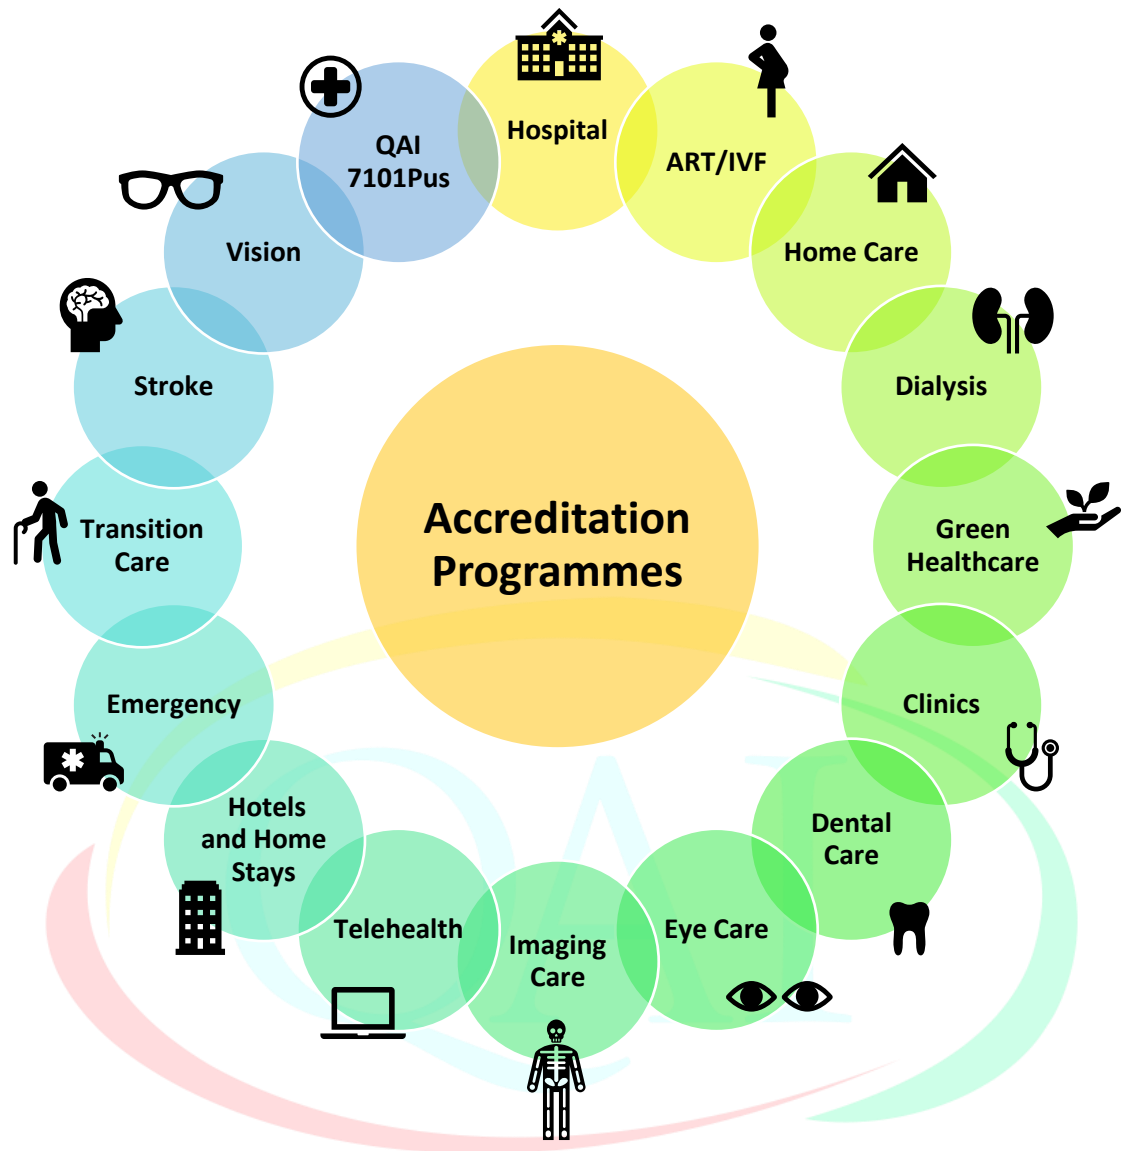 Accreditation
Programmes
Hospital
ART/IVF
Home Care
Dialysis
Green
Healthcare
Clinics
Dental
Care
Eye Care
Imaging
Care
Telehealth
Hotels
and Home
Stays
Emergency
Transition
Care
Stroke
Vision
QAI
7101Pus
QAI